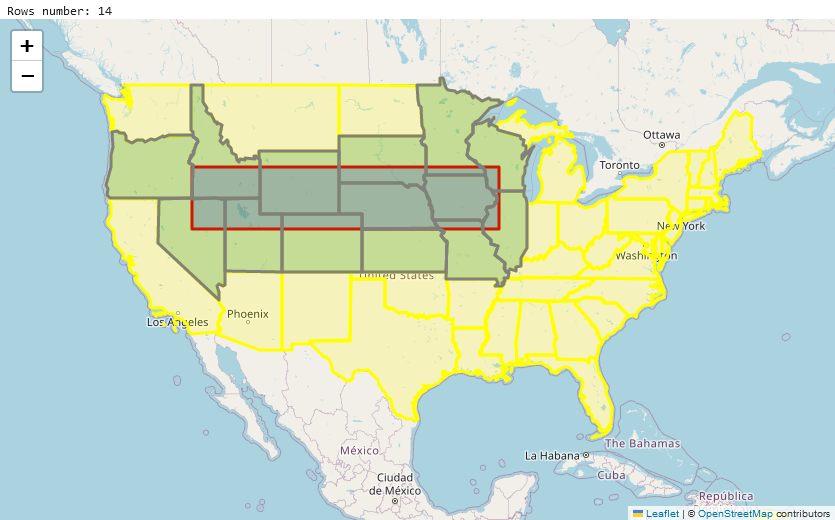 Rows number: 14
+
−
Ottawa
Toronto
New York
Washington
United States
Phoenix
Los Angeles
México
Ciudad
de México
La Habana
The Bahamas
Cuba
República
Leaflet | © OpenStreetMap contributors